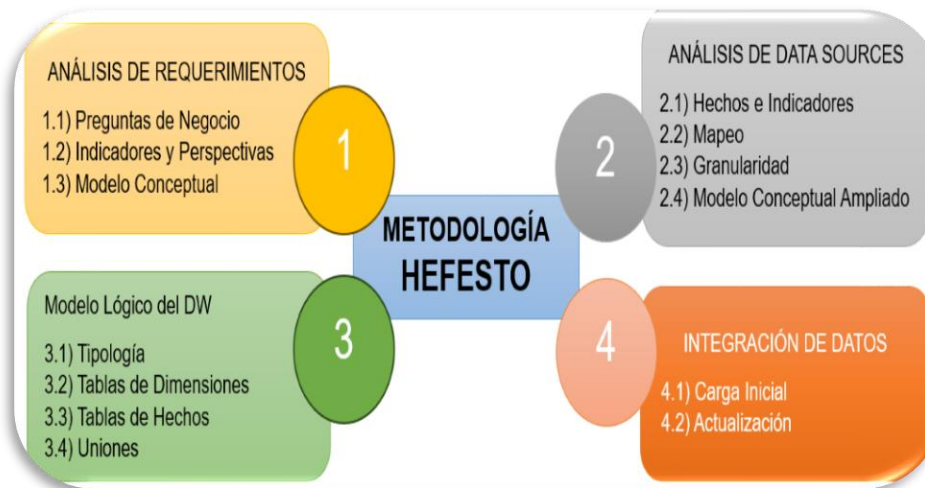 ANÁLISIS DE REQUERIMIENTOS
1.1) Preguntas de Negocio
1.2) Indicadores y Perspectivas
1.3) Modelo Conceptual
1
ANÁLISIS DE DATA SOURCES
2.1) Hechos e Indicadores
2.2) Mapeo
2.3) Granularidad
2.4) Modelo Conceptual Ampliado
2
METODOLOGÍA
HEFESTO
Modelo Lógico del DW
3.1) Tipología
3.2) Tablas de Dimensiones
3.3) Tablas de Hechos
3.4) Uniones
3
INTEGRACIÓN DE DATOS
4.1) Carga Inicial
4.2) Actualización
4